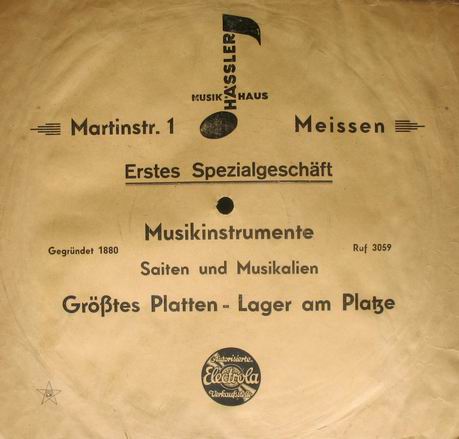 HÄSSLER
MUSIK HAUS
Martinstr. 1 Meissen
Erstes Spezialgeschäft
Musikinstrumente
Gegründet 1880 Ruf 3059
Saiten und Musikalien
Größtes Platten - Lager am Platze
Autorisierte
Electrola
Verkaufsstelle